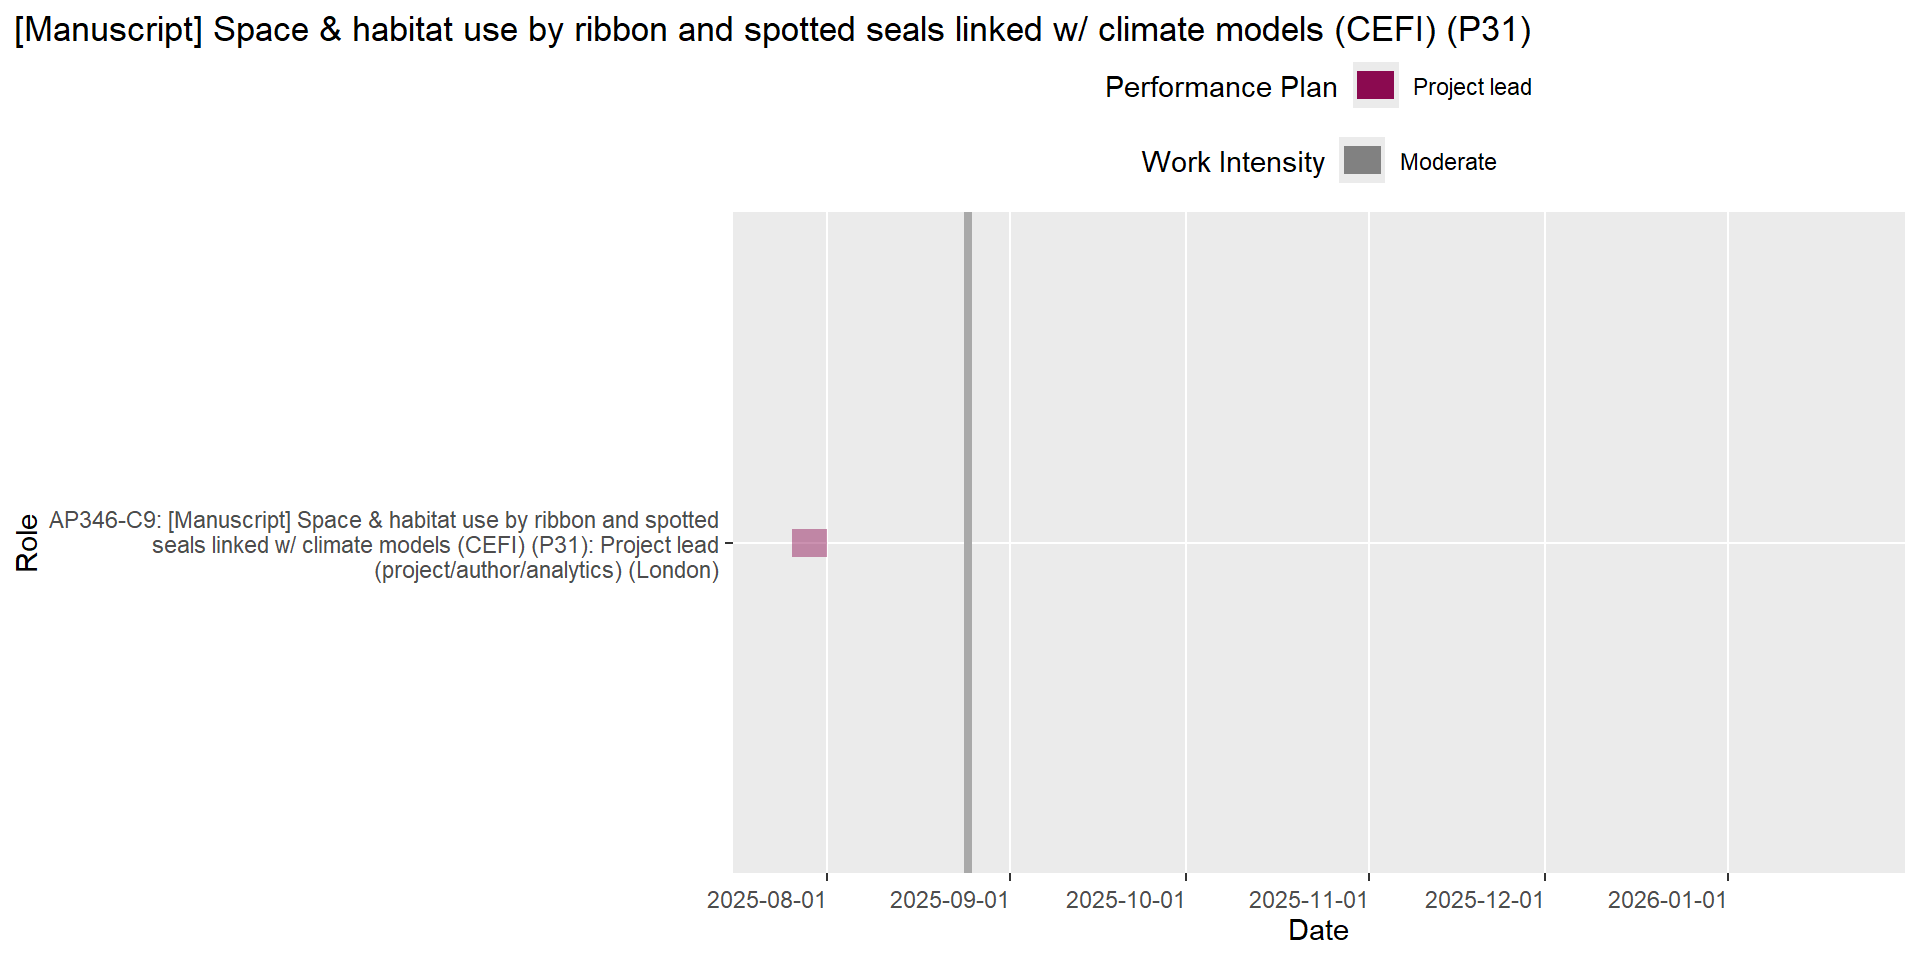 [Manuscript] Space & habitat use by ribbon and spotted seals linked w/ climate models (CEFI) (P31)
Performance Plan Project lead
Work Intensity Moderate
Role
AP346-C9: [Manuscript] Space & habitat use by ribbon and spotted
seals linked w/ climate models (CEFI) (P31): Project lead
(project/author/analytics) (London)
2025-08-01 2025-09-01 2025-10-01 2025-11-01 2025-12-01 2026-01-01
Date